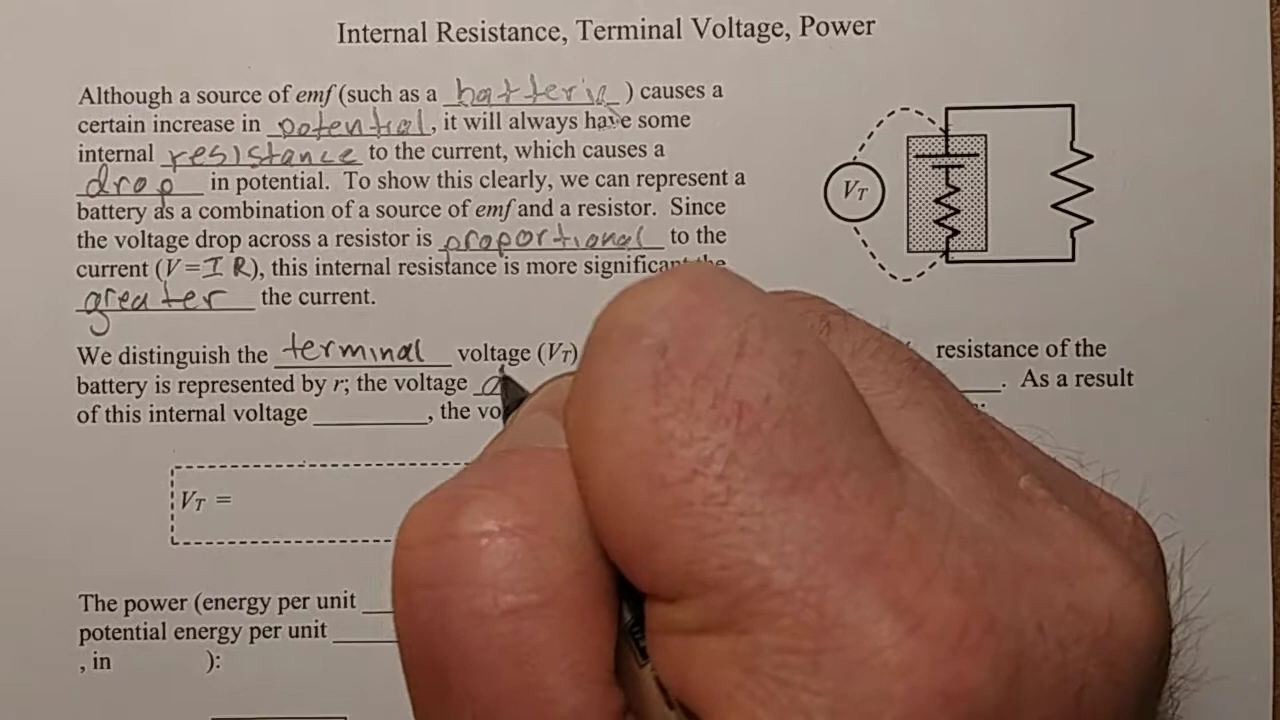 Internal Resistance, Terminal Voltage, Power
Although a source of emf (such as a battery) causes a
certain increase in potential, it will always have some
internal resistance to the current, which causes a
drop in potential. To show this clearly, we can represent a
battery as a combination of a source of emf and a resistor. Since
the voltage drop across a resistor is proportional to the
current (V = I R), this internal resistance is more significant the
greater the current.
We distinguish the terminal voltage (VT) resistance of the
battery is represented by r; the voltage ______. As a result
of this internal voltage ________, the
VT =
The power (energy per unit ___
potential energy per unit _____
, in ):
VT